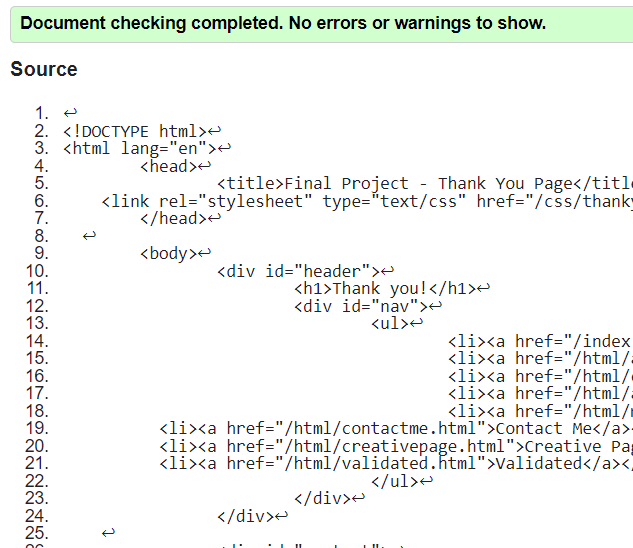 Document checking completed. No errors or warnings to show.
Source
1. ↩
2. <!DOCTYPE html>↩
3. <html lang="en">↩
4. <head>↩
5. <title>Final Project - Thank You Page</titl
6. <link rel="stylesheet" type="text/css" href="/css/thank
7. </head>↩
8. ↩
9. <body>↩
10. <div id="header">↩
11. <h1>Thank you!</h1>↩
12. <div id="nav">↩
13. <ul>↩
14. <li><a href="/index
15. <li><a href="/html/
16. <li><a href="/html/
17. <li><a href="/html/
18. <li><a href="/html/
19. <li><a href="/html/contactme.html">Contact Me</a>
20. <li><a href="/html/creativepage.html">Creative Pag
21. <li><a href="/html/validated.html">Validated</a></
22. </ul>↩
23. </div>↩
24. </div>↩
25. ↩